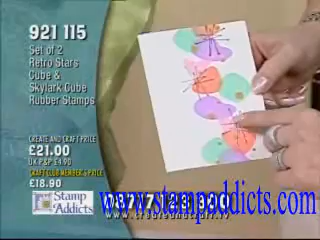 921 115
Set of 2
Retro Stars
Cube &
Skylark Cube
Rubber Stamps
CREATE AND CRAFT PRICE
£21.00
UK P&P £4.90
CRAFT CLUB MEMBER'S PRICE
£18.90
Stamp
Addicts
www.stampaddicts.com